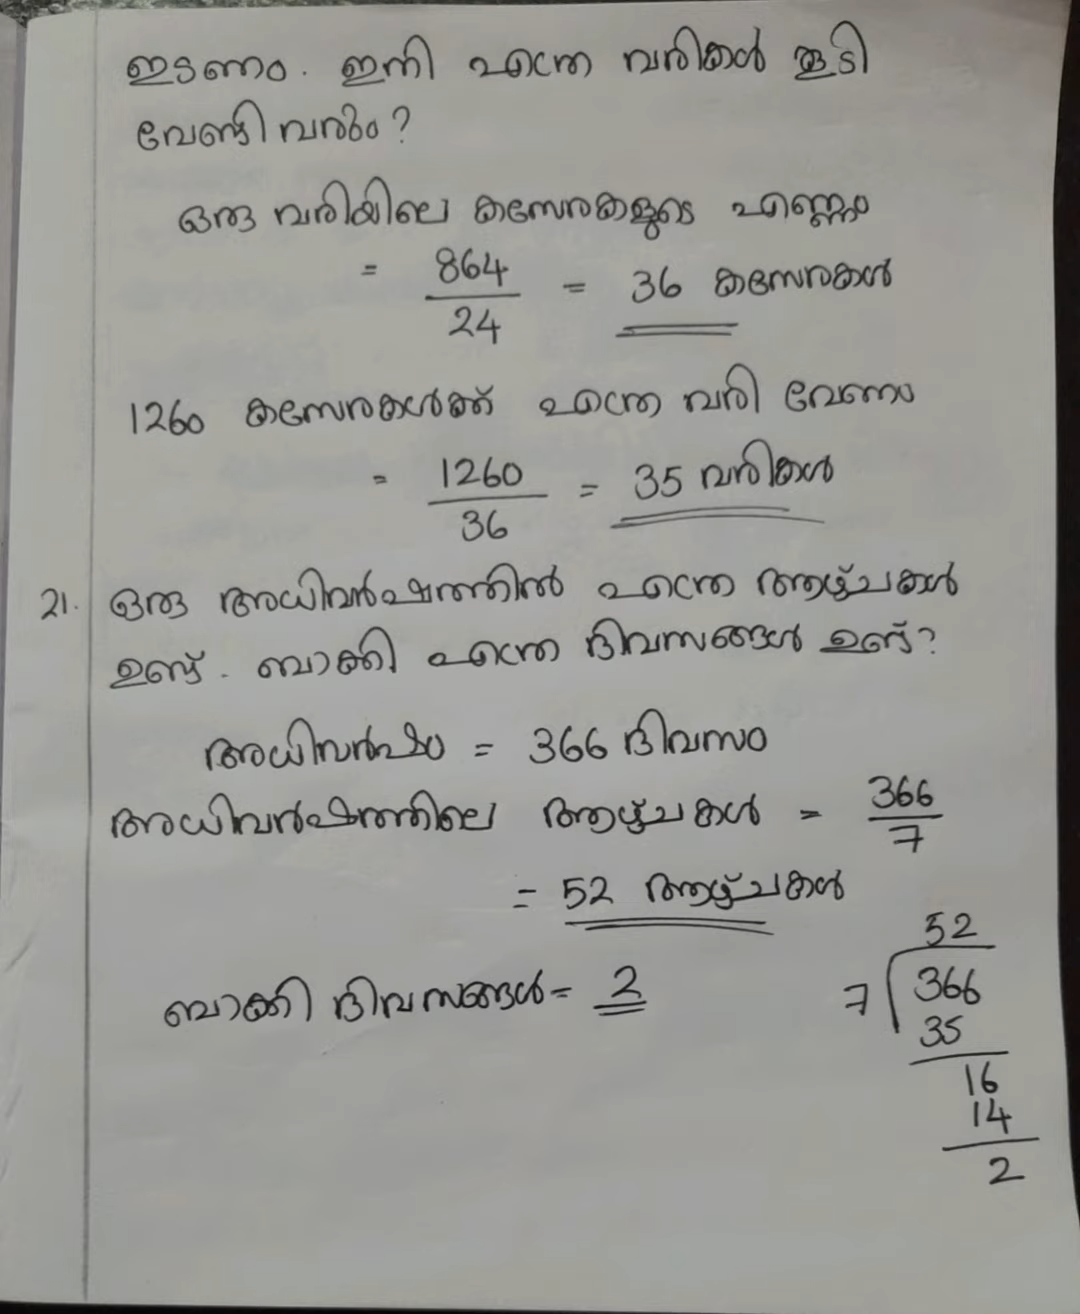 ഇടണം. ഇനി എത്ര വരികൾ കൂടി
വേണ്ടി വരും?
ഒരു വരിയിലെ കസേരകളുടെ എണ്ണം
= 864/24 = 36 കസേരകൾ
1260 കസേരകൾക്ക് എത്ര വരി വേണം
= 1260/36 = 35 വരികൾ
21. ഒരു അധിവർഷത്തിൽ എത്ര ആഴ്ചകൾ
ഉണ്ട്. ബാക്കി എത്ര ദിവസങ്ങൾ ഉണ്ട്?
അധിവർഷം = 366 ദിവസം
അധിവർഷത്തിലെ ആഴ്ചകൾ = 366/7
= 52 ആഴ്ചകൾ
ബാക്കി ദിവസങ്ങൾ = 2
52
7 366
35
16
14
2